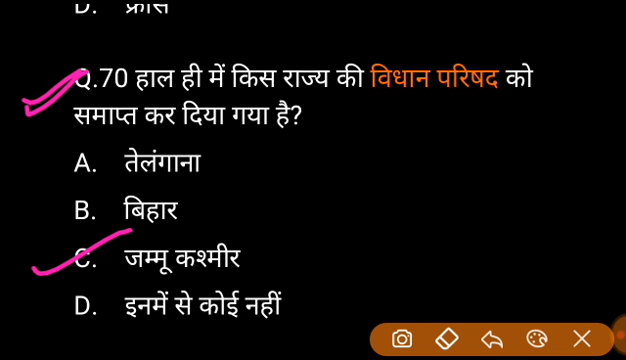 D. फ्रांस
Q.70 हाल ही में किस राज्य की विधान परिषद को
समाप्त कर दिया गया है?
A. तेलंगाना
B. बिहार
C. जम्मू कश्मीर
D. इनमें से कोई नहीं